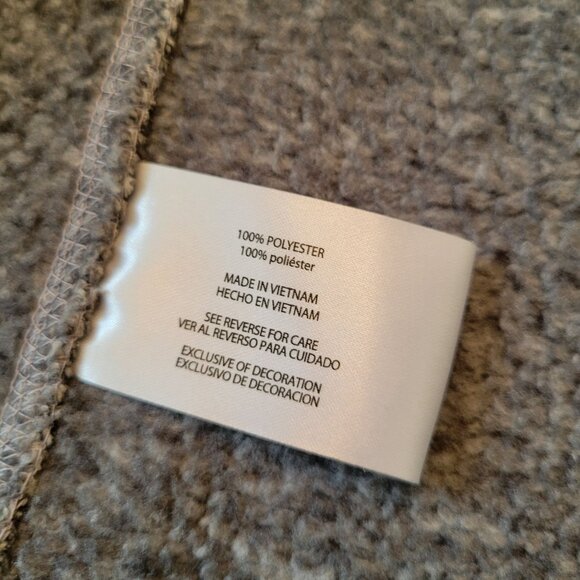 100% POLYESTER
100% poliéster
MADE IN VIETNAM
HECHO EN VIETNAM
SEE REVERSE FOR CARE
VER AL REVERSO PARA CUIDADO
EXCLUSIVE OF DECORATION
EXCLUSIVO DE DECORACION